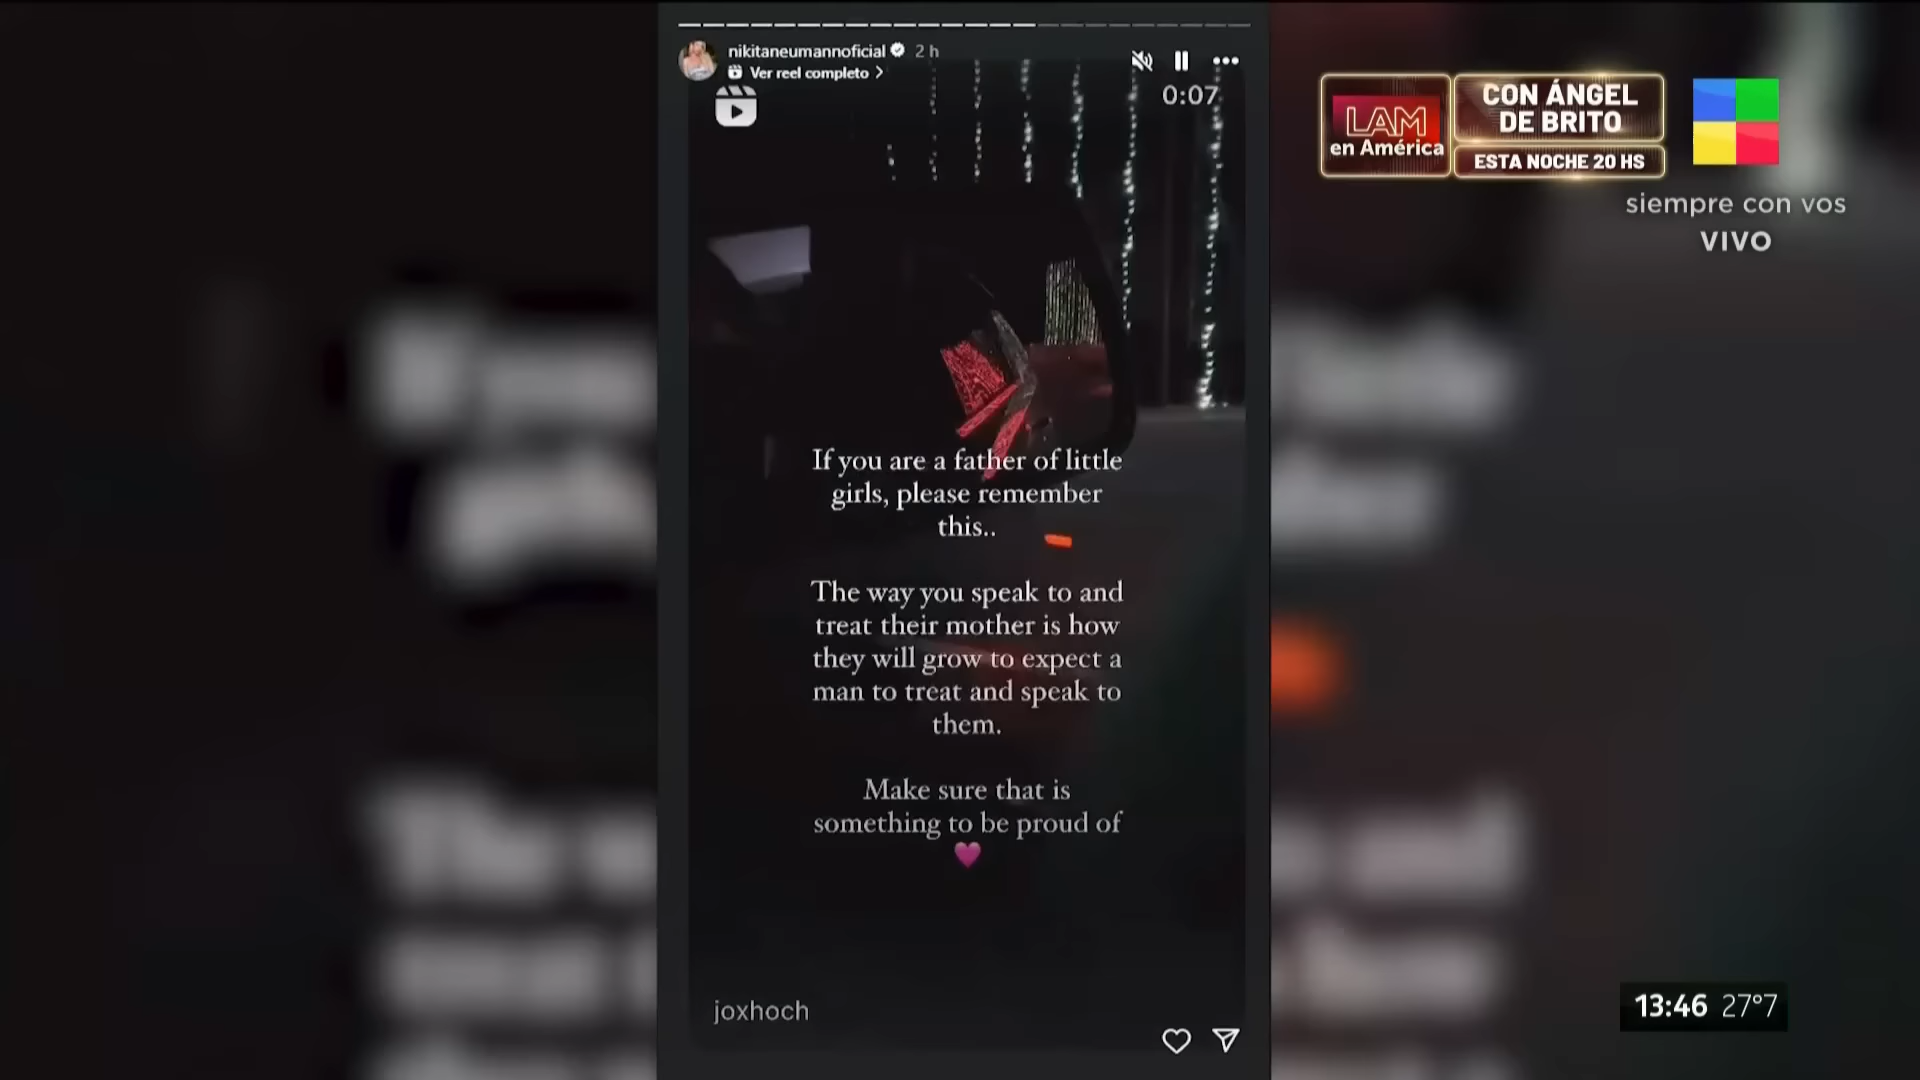 nikitaneumannoficial 2 h
Ver reel completo
0:07
If you are a father of little
girls, please remember
this..
The way you speak to and
treat their mother is how
they will grow to expect a
man to treat and speak to
them.
Make sure that is
something to be proud of
joxhoch
LAM
en América
CON ÁNGEL
DE BRITO
ESTA NOCHE 20 HS
siempre con vos
VIVO
13:46 27°7